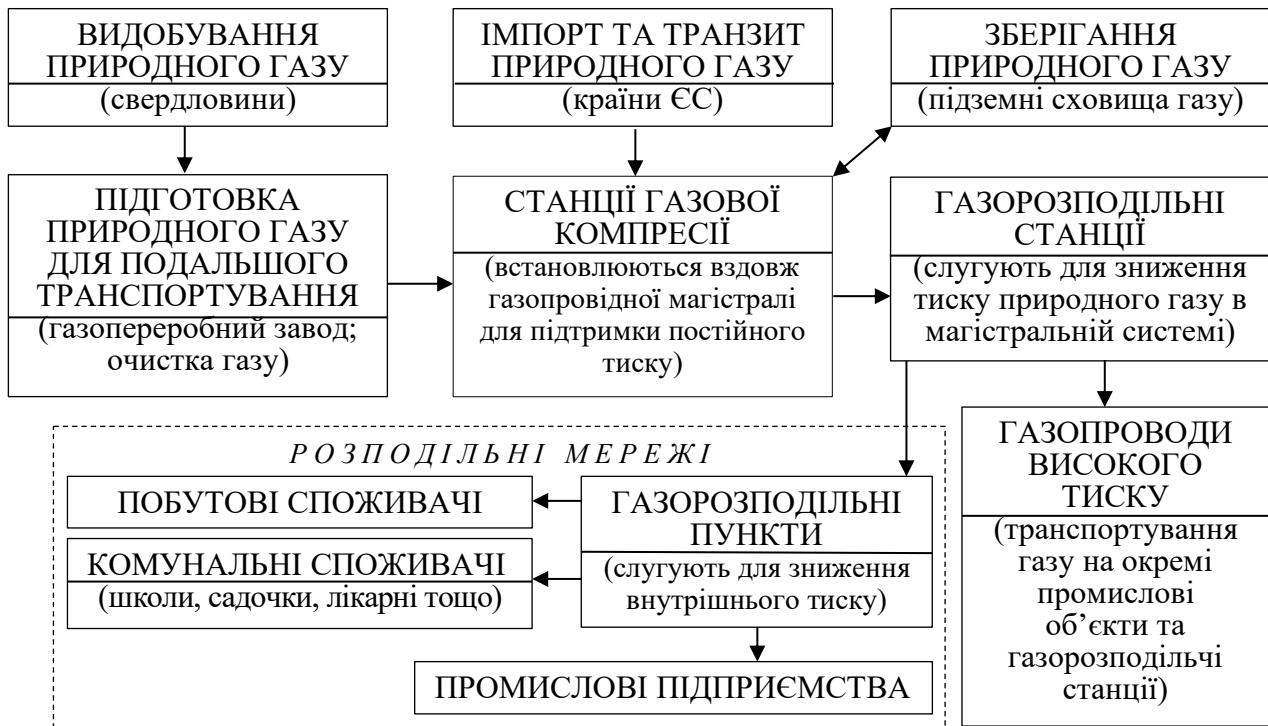 ВИДОБУВАННЯ
ПРИРОДНОГО ГАЗУ
(свердловини)
ІМПОРТ ТА ТРАНЗИТ
ПРИРОДНОГО ГАЗУ
(країни ЄС)
ЗБЕРІГАННЯ
ПРИРОДНОГО ГАЗУ
(підземні сховища газу)
ПІДГОТОВКА
ПРИРОДНОГО ГАЗУ
ДЛЯ ПОДАЛЬШОГО
ТРАНСПОРТУВАННЯ
(газопереробний завод;
очистка газу)
СТАНЦІЇ ГАЗОВОЇ
КОМПРЕСІЇ
(встановлюються вздовж
газопровідної магістралі
для підтримки постійного
тиску)
ГАЗОРОЗПОДІЛЬНІ
СТАНЦІЇ
(слугують для зниження
тиску природного газу в
магістральній системі)
РОЗПОДІЛЬНІ МЕРЕЖІ
ПОБУТОВІ СПОЖИВАЧІ
КОМУНАЛЬНІ СПОЖИВАЧІ
(школи, садочки, лікарні тощо)
ГАЗОРОЗПОДІЛЬНІ
ПУНКТИ
(слугують для зниження
внутрішнього тиску)
ПРОМИСЛОВІ ПІДПРИЄМСТВА
ГАЗОПРОВОДИ
ВИСОКОГО
ТИСКУ
(транспортування
газу на окремі
промислові
об’єкти та
газорозподільчі
станції)